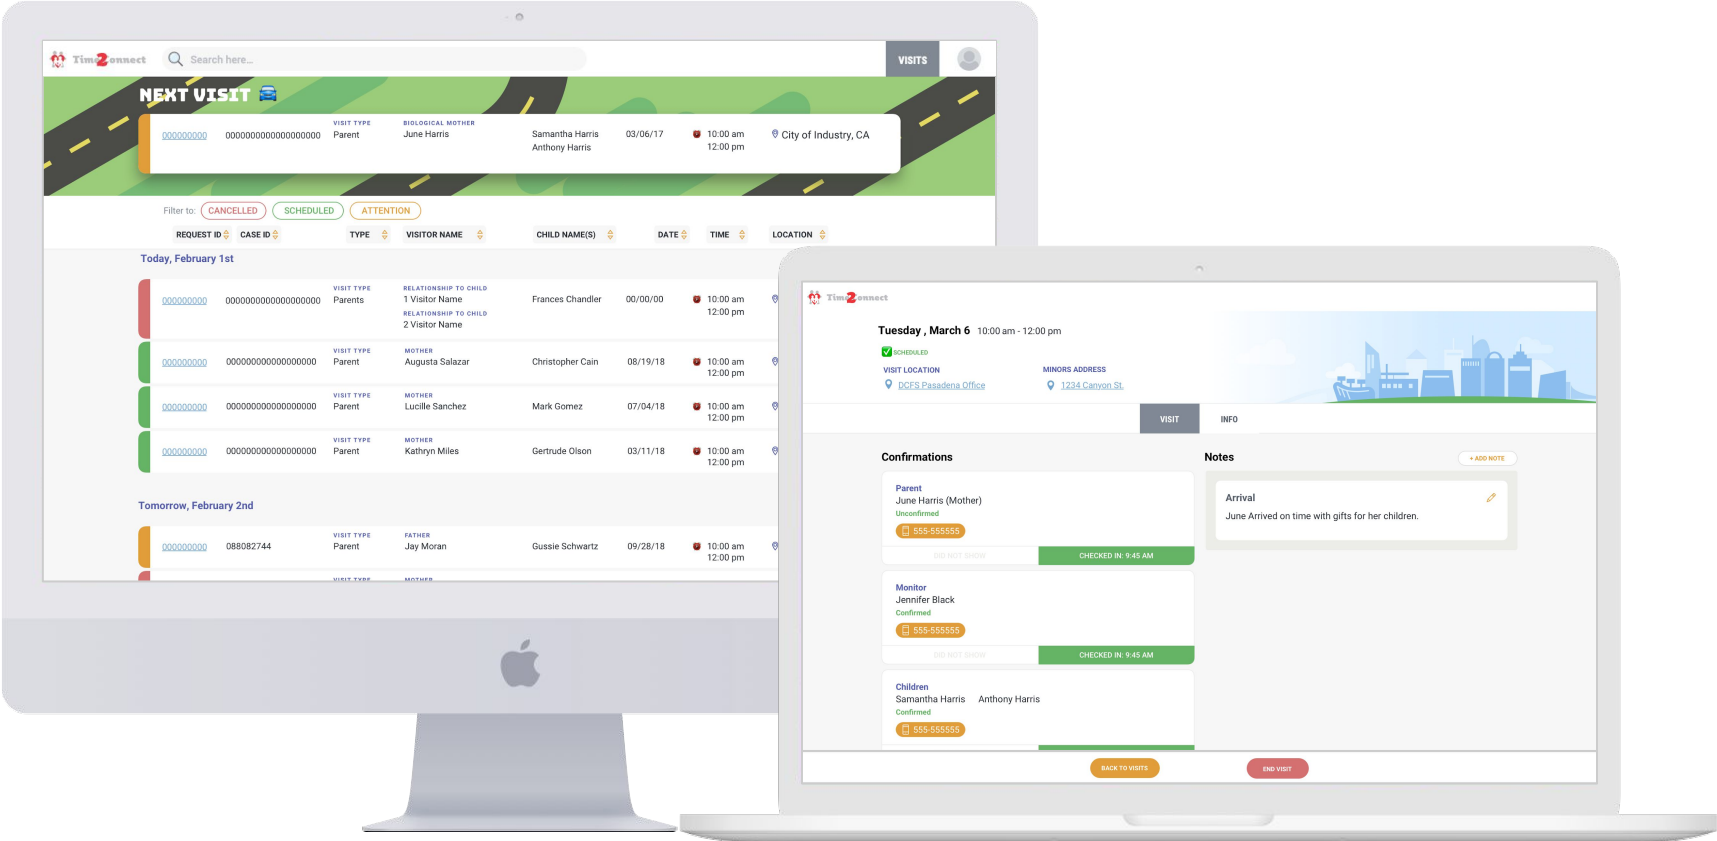 Time2onnect
Search here...
VISITS
NEXT VISIT
VISIT TYPE BIOLOGICAL MOTHER
000000000 0000000000000000000 Parent June Harris Samantha Harris 03/06/17 10:00 am City of Industry, CA
Anthony Harris 12:00 pm
Filter to: CANCELLED SCHEDULED ATTENTION
REQUEST ID CASE ID TYPE VISITOR NAME CHILD NAME(S) DATE TIME LOCATION
Today, February 1st
VISIT TYPE RELATIONSHIP TO CHILD
000000000 0000000000000000000 Parents 1 Visitor Name Frances Chandler 00/00/00 10:00 am
RELATIONSHIP TO CHILD 12:00 pm
2 Visitor Name
VISIT TYPE MOTHER
000000000 000000000000000000 Parent Augusta Salazar Christopher Cain 08/19/18 10:00 am
12:00 pm
VISIT TYPE MOTHER
000000000 000000000000000000 Parent Lucille Sanchez Mark Gomez 07/04/18 10:00 am
12:00 pm
VISIT TYPE MOTHER
000000000 000000000000000000 Parent Kathryn Miles Gertrude Olson 03/11/18 10:00 am
12:00 pm
Tomorrow, February 2nd
VISIT TYPE FATHER
000000000 088082744 Parent Jay Moran Gussie Schwartz 09/28/18 10:00 am
12:00 pm
VISIT TYPE MOTHER
Time2onnect
Tuesday , March 6 10:00 am - 12:00 pm
SCHEDULED
VISIT LOCATION MINORS ADDRESS
DCFS Pasadena Office 1234 Canyon St.
VISIT INFO
Confirmations
Parent
June Harris (Mother)
Unconfirmed
555-555555
DID NOT SHOW CHECKED IN: 9:45 AM
Monitor
Jennifer Black
Confirmed
555-555555
DID NOT SHOW CHECKED IN: 9:45 AM
Children
Samantha Harris Anthony Harris
Confirmed
555-555555
Notes + ADD NOTE
Arrival
June Arrived on time with gifts for her children.
BACK TO VISITS END VISIT